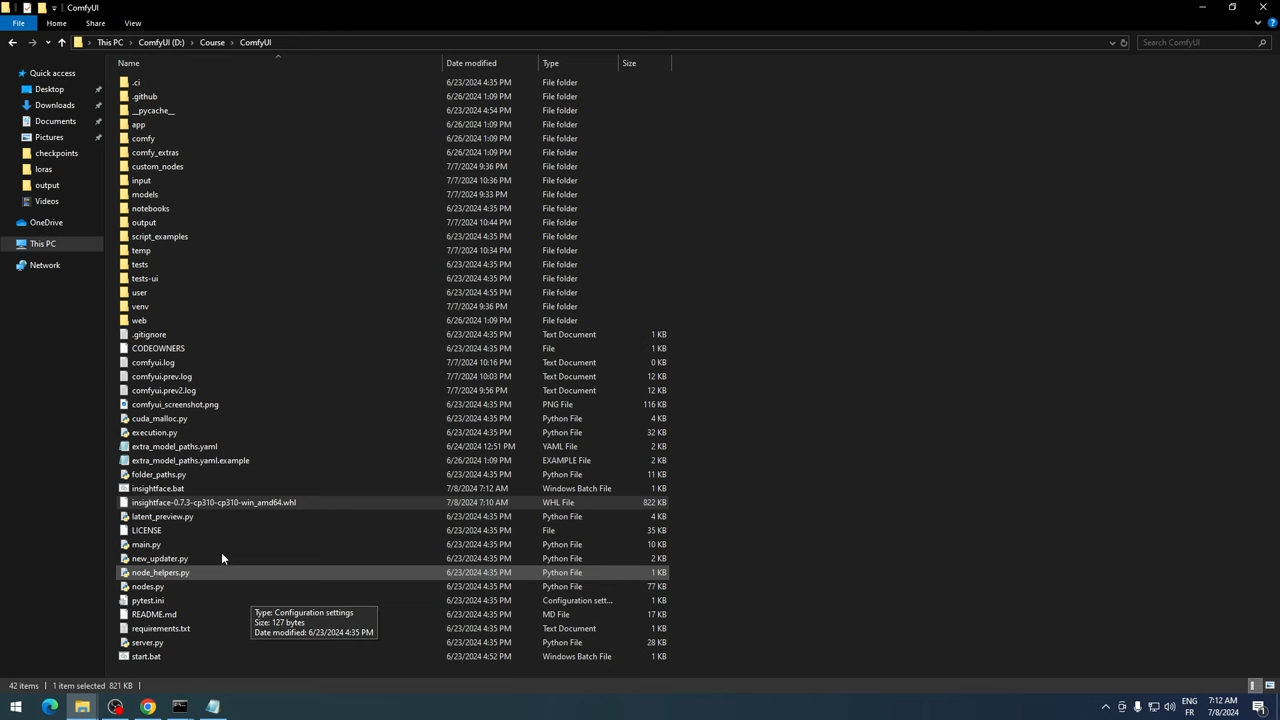 ComfyUI
File Home Share View
This PC ComfyUI (D:) Course ComfyUI
Search ComfyUI
Name Date modified Type Size
Quick access
Desktop
Downloads
Documents
Pictures
checkpoints
loras
output
Videos
OneDrive
This PC
Network
.ci 6/23/2024 4:35 PM File folder
.github 6/26/2024 1:09 PM File folder
__pycache__ 6/23/2024 4:54 PM File folder
app 6/26/2024 1:09 PM File folder
comfy 6/26/2024 1:09 PM File folder
comfy_extras 6/26/2024 1:09 PM File folder
custom_nodes 7/7/2024 9:36 PM File folder
input 7/7/2024 10:36 PM File folder
models 7/7/2024 9:33 PM File folder
notebooks 6/23/2024 4:35 PM File folder
output 7/7/2024 10:44 PM File folder
script_examples 6/23/2024 4:35 PM File folder
temp 7/7/2024 10:34 PM File folder
tests 6/23/2024 4:35 PM File folder
tests-ui 6/23/2024 4:35 PM File folder
user 6/23/2024 4:55 PM File folder
venv 7/7/2024 9:36 PM File folder
web 6/26/2024 1:09 PM File folder
.gitignore 6/23/2024 4:35 PM Text Document 1 KB
CODEOWNERS 6/23/2024 4:35 PM File 1 KB
comfyui.log 7/7/2024 10:16 PM Text Document 0 KB
comfyui.prev.log 7/7/2024 10:03 PM Text Document 12 KB
comfyui.prev2.log 7/7/2024 9:56 PM Text Document 12 KB
comfyui_screenshot.png 6/23/2024 4:35 PM PNG File 116 KB
cuda_malloc.py 6/23/2024 4:35 PM Python File 4 KB
execution.py 6/23/2024 4:35 PM Python File 32 KB
extra_model_paths.yaml 6/24/2024 12:51 PM YAML File 2 KB
extra_model_paths.yaml.example 6/26/2024 1:09 PM EXAMPLE File 2 KB
folder_paths.py 6/23/2024 4:35 PM Python File 11 KB
insightface.bat 7/8/2024 7:12 AM Windows Batch File 1 KB
insightface-0.7.3-cp310-cp310-win_amd64.whl 7/8/2024 7:10 AM WHL File 822 KB
latent_preview.py 6/23/2024 4:35 PM Python File 4 KB
LICENSE 6/23/2024 4:35 PM File 35 KB
main.py 6/23/2024 4:35 PM Python File 10 KB
new_updater.py 6/23/2024 4:35 PM Python File 2 KB
node_helpers.py 6/23/2024 4:35 PM Python File 1 KB
nodes.py 6/23/2024 4:35 PM Python File 77 KB
pytest.ini 6/23/2024 4:35 PM Configuration sett... 1 KB
README.md 6/23/2024 4:35 PM MD File 17 KB
requirements.txt 6/23/2024 4:35 PM Text Document 1 KB
server.py 6/23/2024 4:35 PM Python File 28 KB
start.bat 6/23/2024 4:52 PM Windows Batch File 1 KB
Type: Configuration settings
Size: 127 bytes
Date modified: 6/23/2024 4:35 PM
42 items 1 item selected 821 KB
ENG 7:12 AM
FR 7/8/2024